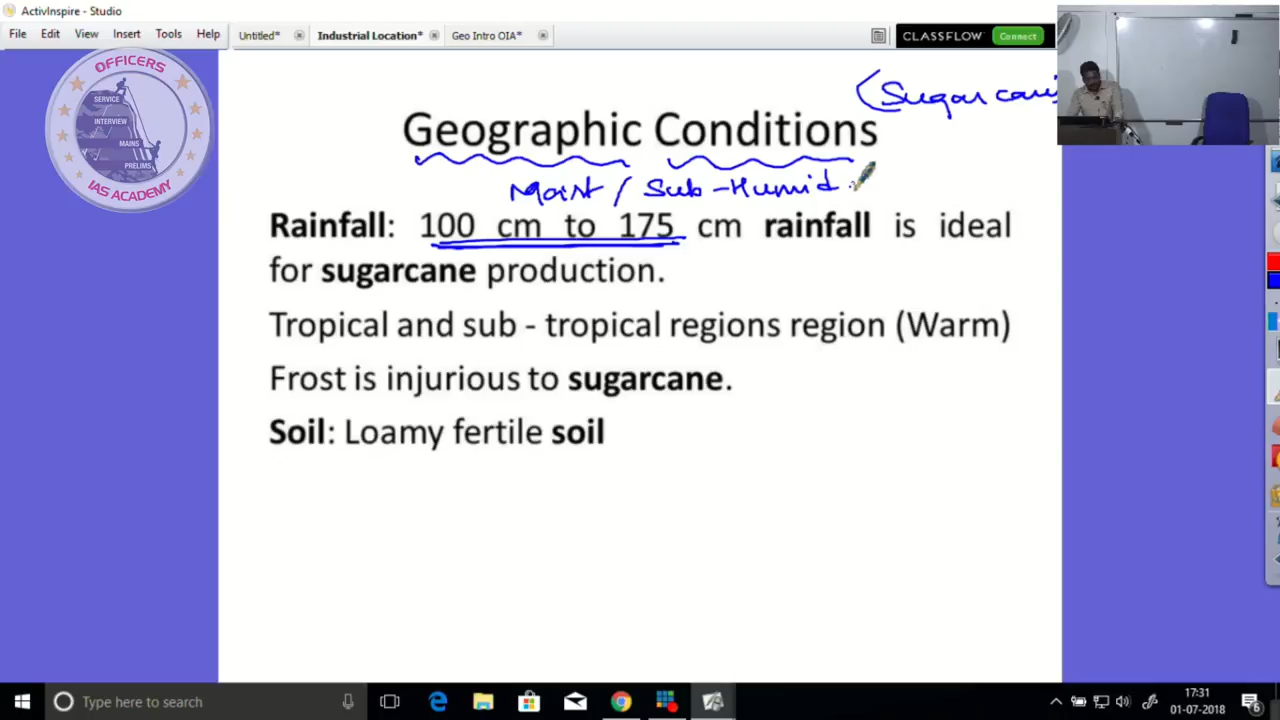 ActivInspire - Studio
File Edit View Insert Tools Help
Untitled* Industrial Location* Geo Intro OIA*
CLASSFLOW Connect
OFFICERS
SERVICE
INTERVIEW
MAINS
PRELIMS
IAS ACADEMY
(Sugar
Geographic Conditions
Moist / Sub-Humid
Rainfall: 100 cm to 175 cm rainfall is ideal
for sugarcane production.
Tropical and sub - tropical regions region (Warm)
Frost is injurious to sugarcane.
Soil: Loamy fertile soil
Type here to search
17:31
01-07-2018
6